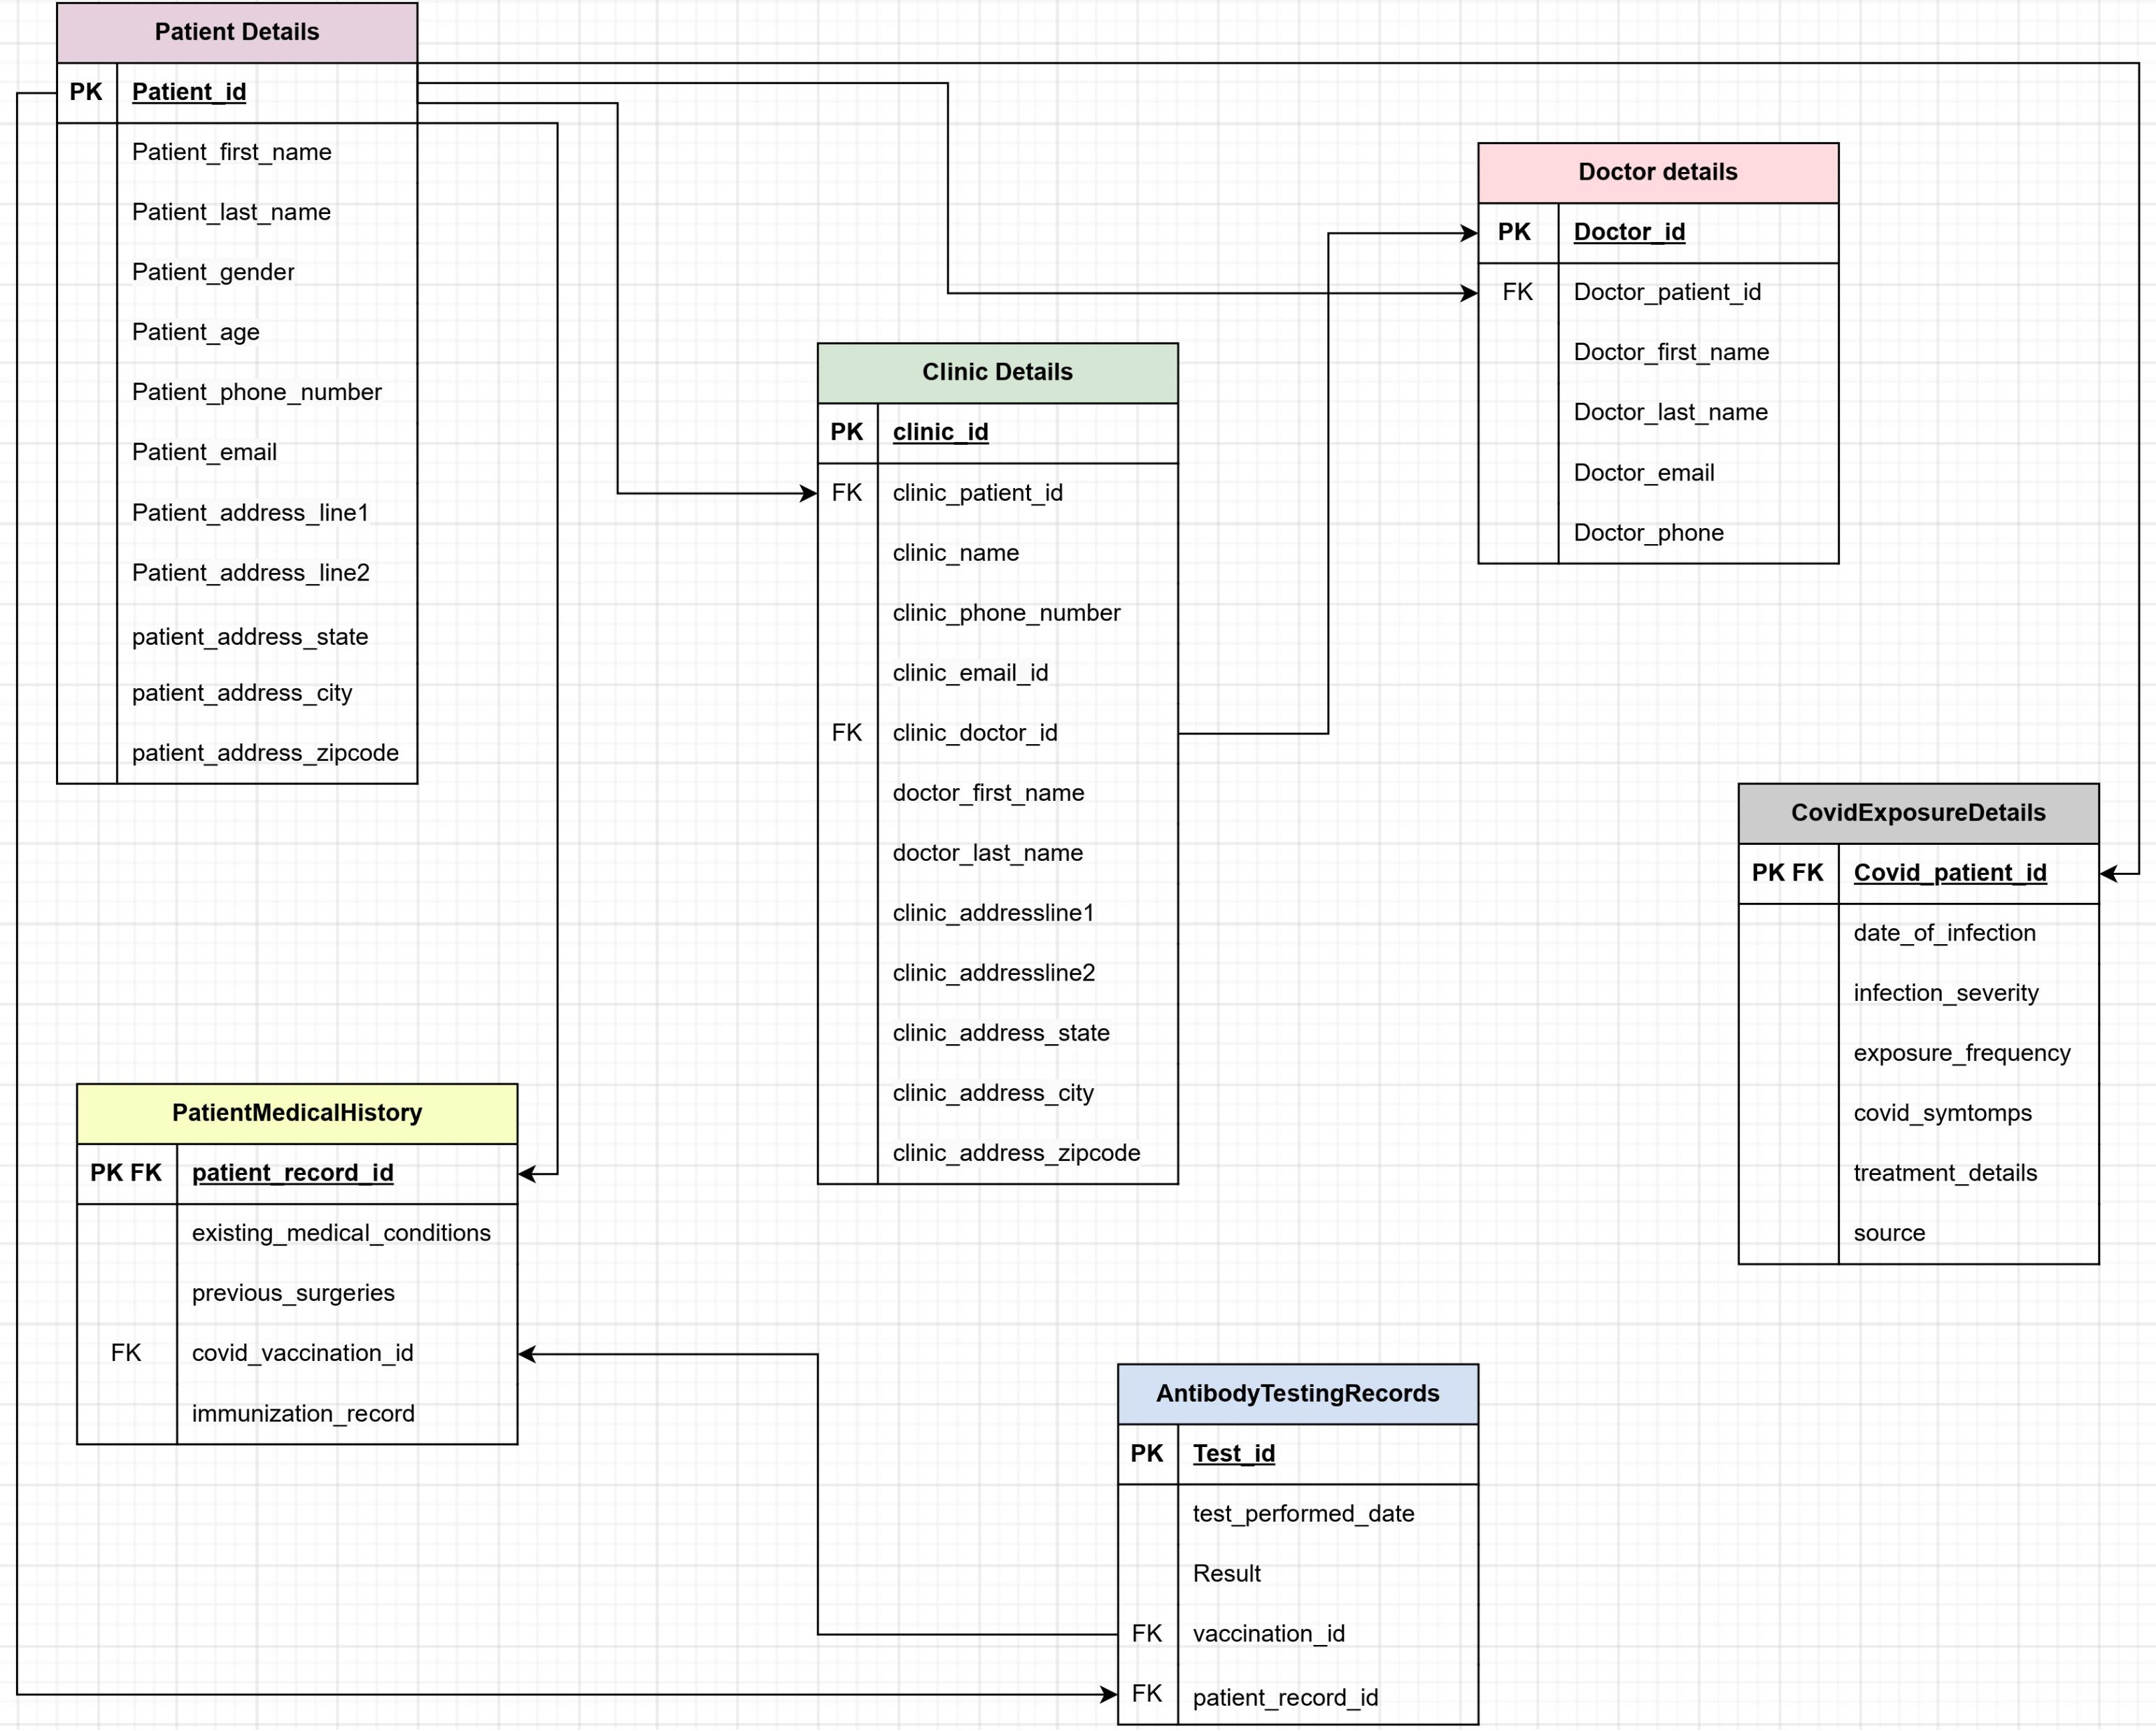 Patient Details
PK Patient_id
Patient_first_name
Patient_last_name
Patient_gender
Patient_age
Patient_phone_number
Patient_email
Patient_address_line1
Patient_address_line2
patient_address_state
patient_address_city
patient_address_zipcode
Doctor details
PK Doctor_id
FK Doctor_patient_id
Doctor_first_name
Doctor_last_name
Doctor_email
Doctor_phone
Clinic Details
PK clinic_id
FK clinic_patient_id
clinic_name
clinic_phone_number
clinic_email_id
FK clinic_doctor_id
doctor_first_name
doctor_last_name
clinic_addressline1
clinic_addressline2
clinic_address_state
clinic_address_city
clinic_address_zipcode
CovidExposureDetails
PK FK Covid_patient_id
date_of_infection
infection_severity
exposure_frequency
covid_symtomps
treatment_details
source
PatientMedicalHistory
PK FK patient_record_id
existing_medical_conditions
previous_surgeries
FK covid_vaccination_id
immunization_record
AntibodyTestingRecords
PK Test_id
test_performed_date
Result
FK vaccination_id
FK patient_record_id